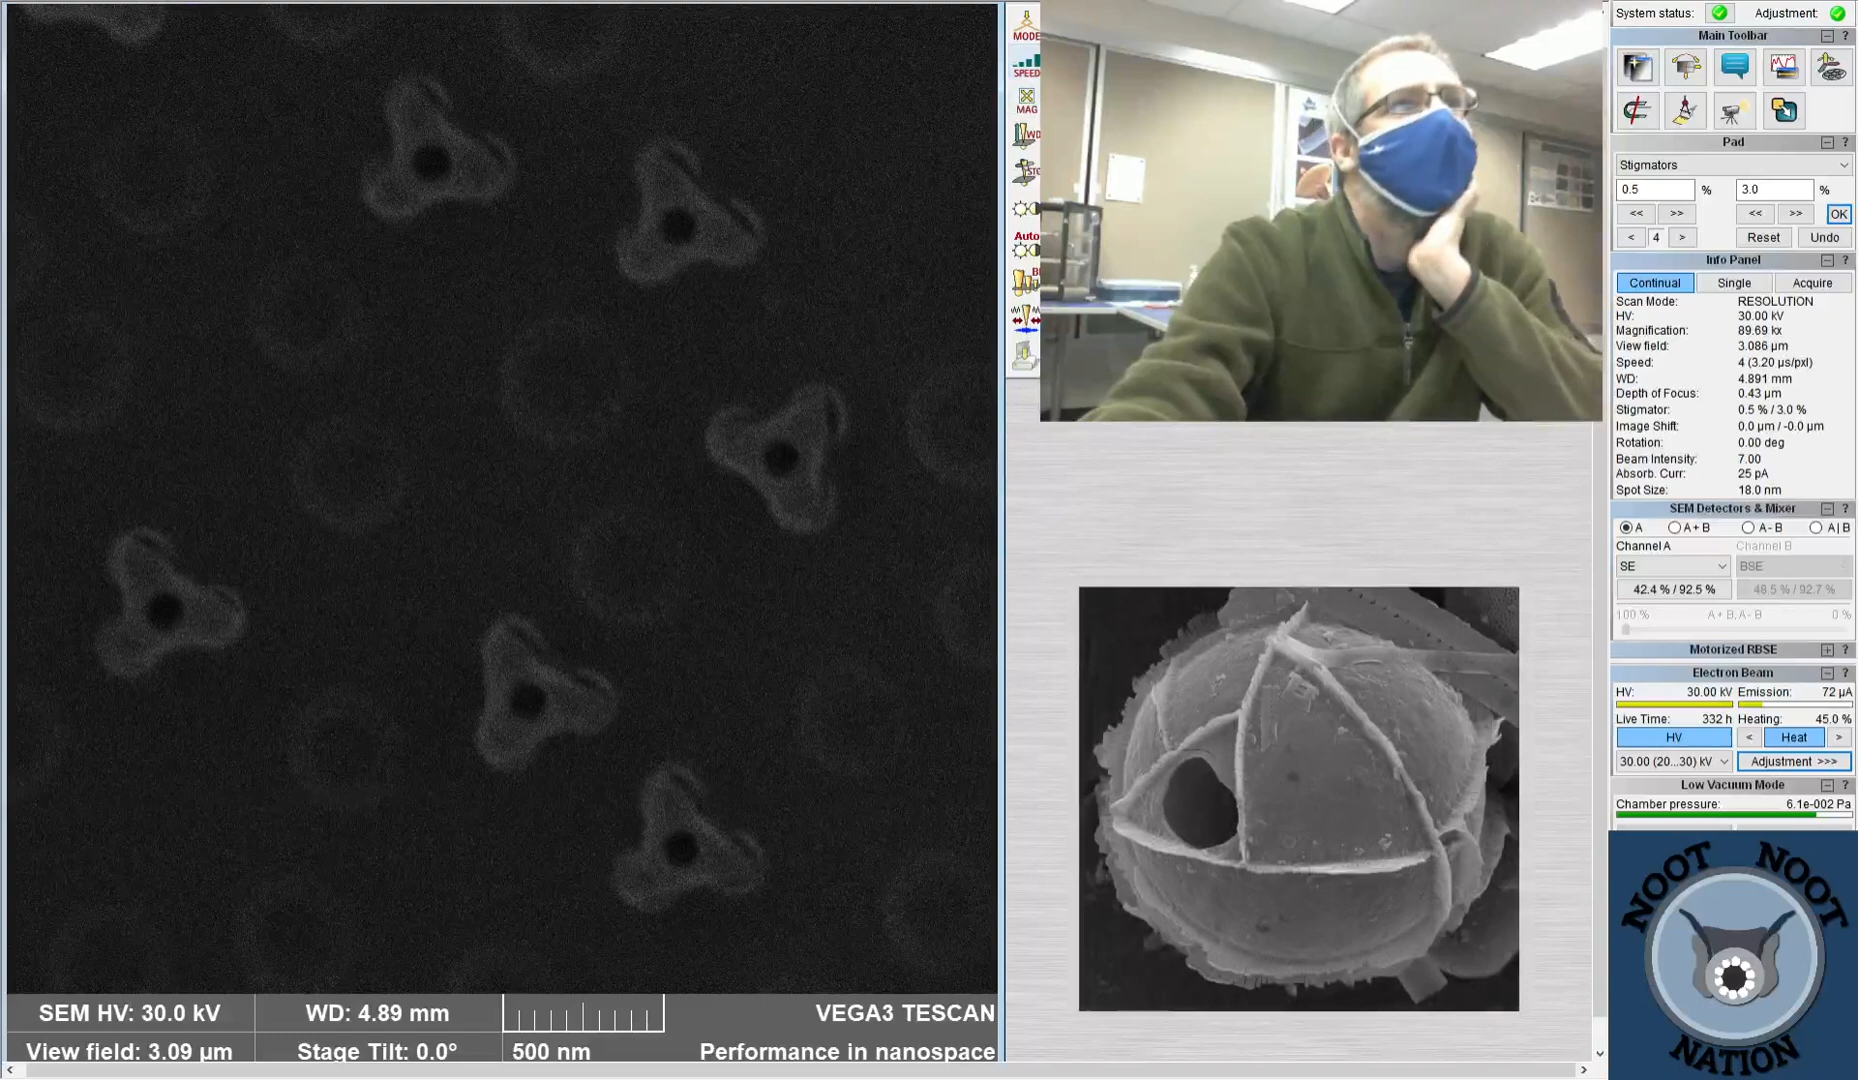 MODE
SPEED
MAG
WD
Auto
System status:
Adjustment:
Main Toolbar
?
Pad
?
Stigmators
0.5 % 3.0 %
<< >> << >> OK
< 4 > Reset Undo
Info Panel
?
Continual Single Acquire
Scan Mode: RESOLUTION
HV: 30.00 kV
Magnification: 89.69 kx
View field: 3.086 µm
Speed: 4 (3.20 µs/pxl)
WD: 4.891 mm
Depth of Focus: 0.43 µm
Stigmator: 0.5 % / 3.0 %
Image Shift: 0.0 µm / -0.0 µm
Rotation: 0.00 deg
Beam Intensity: 7.00
Absorb. Curr: 25 pA
Spot Size: 18.0 nm
SEM Detectors & Mixer
?
A A + B A - B A | B
Channel A Channel B
SE BSE
42.4 % / 92.5 % 48.5 % / 92.7 %
100 % A + B, A - B 0 %
Motorized RBSE
?
Electron Beam
?
HV: 30.00 kV Emission: 72 µA
Live Time: 332 h Heating: 45.0 %
HV < Heat >
30.00 (20...30) kV Adjustment >>>
Low Vacuum Mode
?
Chamber pressure: 6.1e-002 Pa
NOOT NOOT
NATION
SEM HV: 30.0 kV WD: 4.89 mm VEGA3 TESCAN
View field: 3.09 µm Stage Tilt: 0.0° 500 nm Performance in nanospace